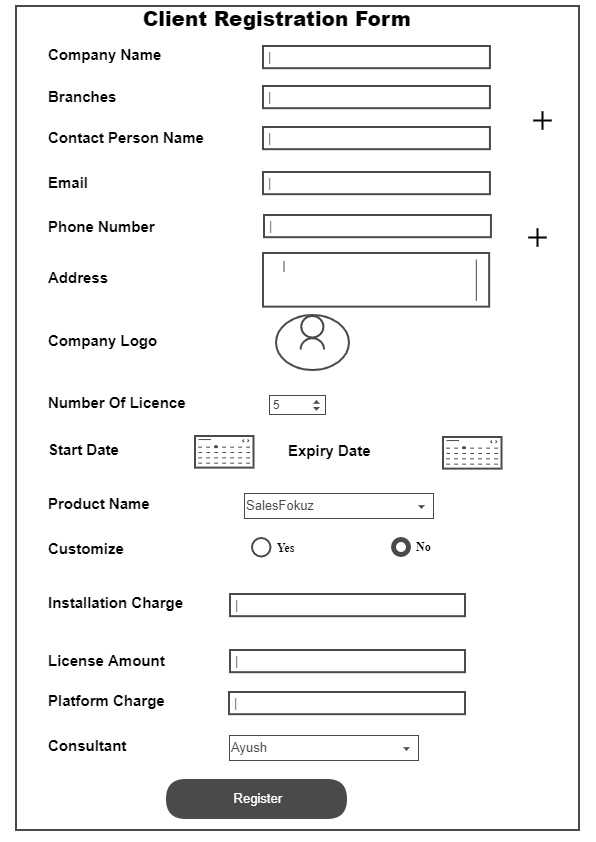 Client Registration Form
Company Name
Branches
Contact Person Name
Email
Phone Number
Address
Company Logo
Number Of Licence 5
Start Date Expiry Date
Product Name SalesFokuz
Customize Yes No
Installation Charge
License Amount
Platform Charge
Consultant Ayush
Register